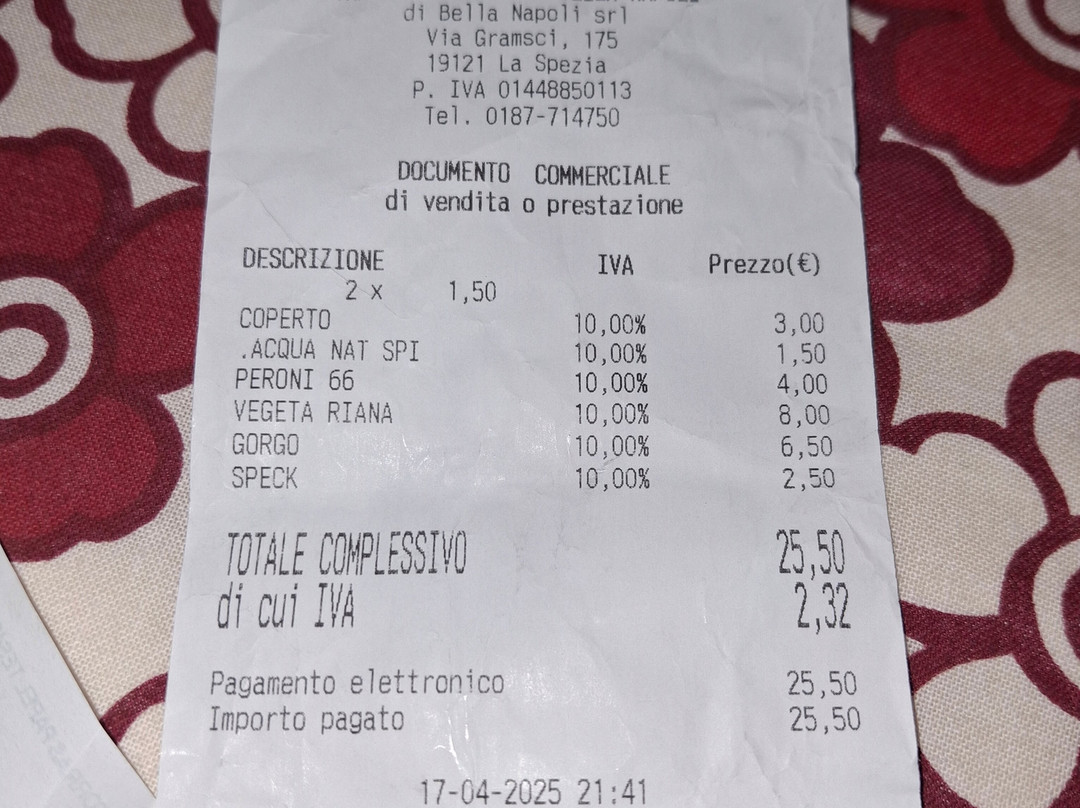 di Bella Napoli srl
Via Gramsci, 175
19121 La Spezia
P. IVA 01448850113
Tel. 0187-714750
DOCUMENTO COMMERCIALE
di vendita o prestazione
DESCRIZIONE IVA Prezzo(€)
2 x 1,50
COPERTO 10,00% 3,00
.ACQUA NAT SPI 10,00% 1,50
PERONI 66 10,00% 4,00
VEGETA RIANA 10,00% 8,00
GORGO 10,00% 6,50
SPECK 10,00% 2,50
TOTALE COMPLESSIVO 25,50
di cui IVA 2,32
Pagamento elettronico 25,50
Importo pagato 25,50
17-04-2025 21:41